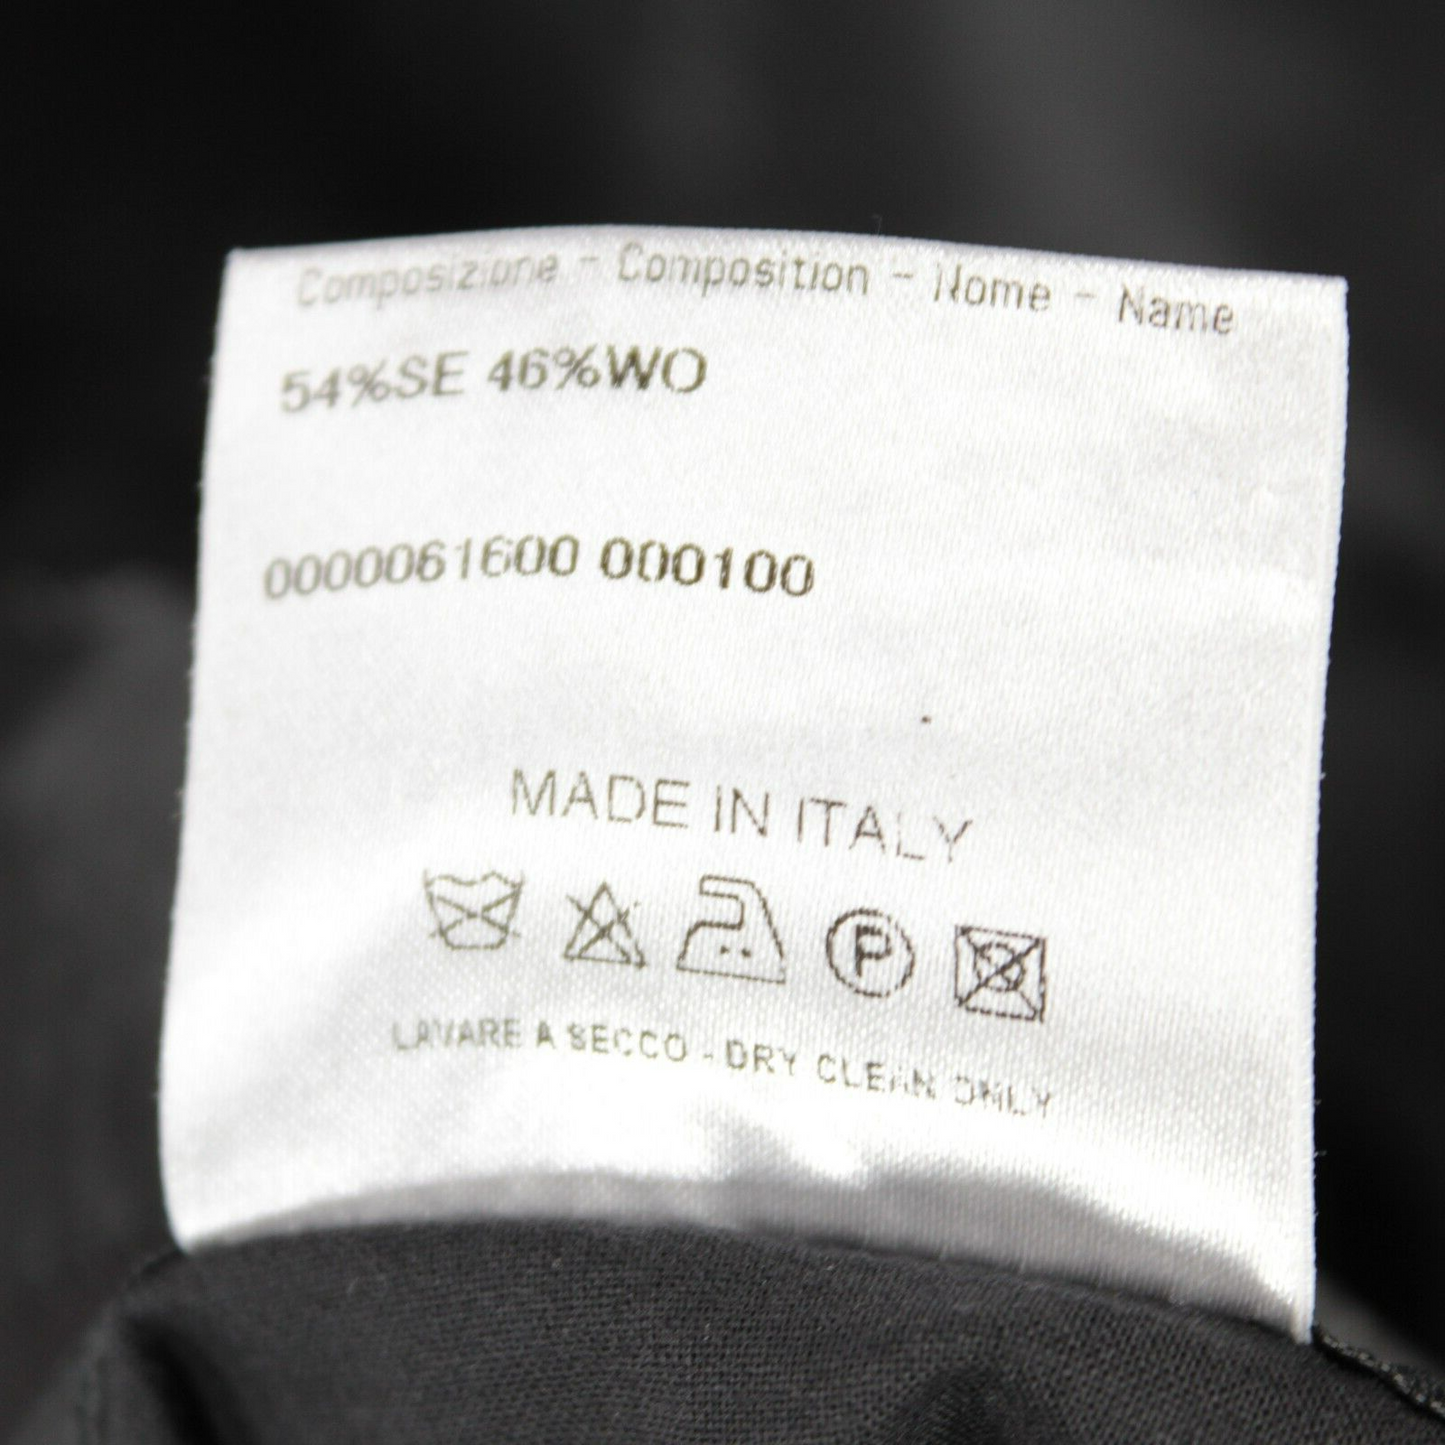 Composizione - Composition - Nome - Name
54%SE 46%WO
0000061600 000100
MADE IN ITALY
P
LAVARE A SECCO - DRY CLEAN ONLY